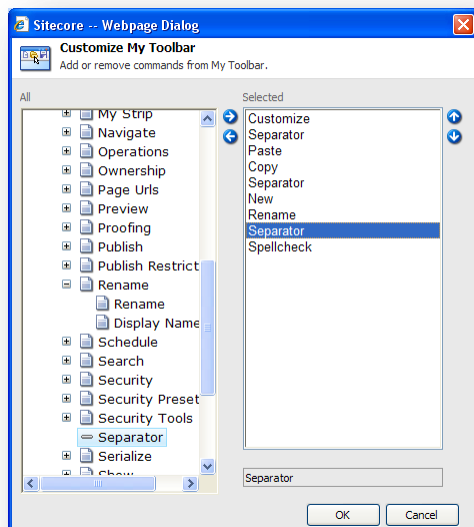 Sitecore -- Webpage Dialog
Customize My Toolbar
Add or remove commands from My Toolbar.
All
My Strip
Navigate
Operations
Ownership
Page Urls
Preview
Proofing
Publish
Publish Restrict
Rename
Rename
Display Name
Schedule
Search
Security
Security Preset
Security Tools
Separator
Serialize
Show
Selected
Customize
Separator
Paste
Copy
Separator
New
Rename
Separator
Spellcheck
Separator
OK
Cancel